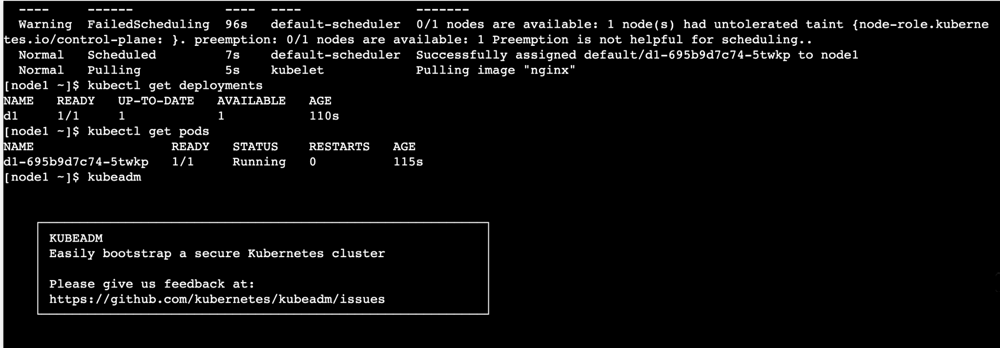 ----     ------            ----  ----               -------
Warning  FailedScheduling  96s   default-scheduler  0/1 nodes are available: 1 node(s) had untolerated taint {node-role.kuberne
tes.io/control-plane: }. preemption: 0/1 nodes are available: 1 Preemption is not helpful for scheduling..
Normal   Scheduled         7s    default-scheduler  Successfully assigned default/d1-695b9d7c74-5twkp to node1
Normal   Pulling           5s    kubelet            Pulling image "nginx"
[node1 ~]$ kubectl get deployments
NAME   READY   UP-TO-DATE   AVAILABLE   AGE
d1     1/1     1            1           110s
[node1 ~]$ kubectl get pods
NAME                  READY   STATUS    RESTARTS   AGE
d1-695b9d7c74-5twkp   1/1     Running   0          115s
[node1 ~]$ kubeadm
KUBEADM
Easily bootstrap a secure Kubernetes cluster
Please give us feedback at:
https://github.com/kubernetes/kubeadm/issues